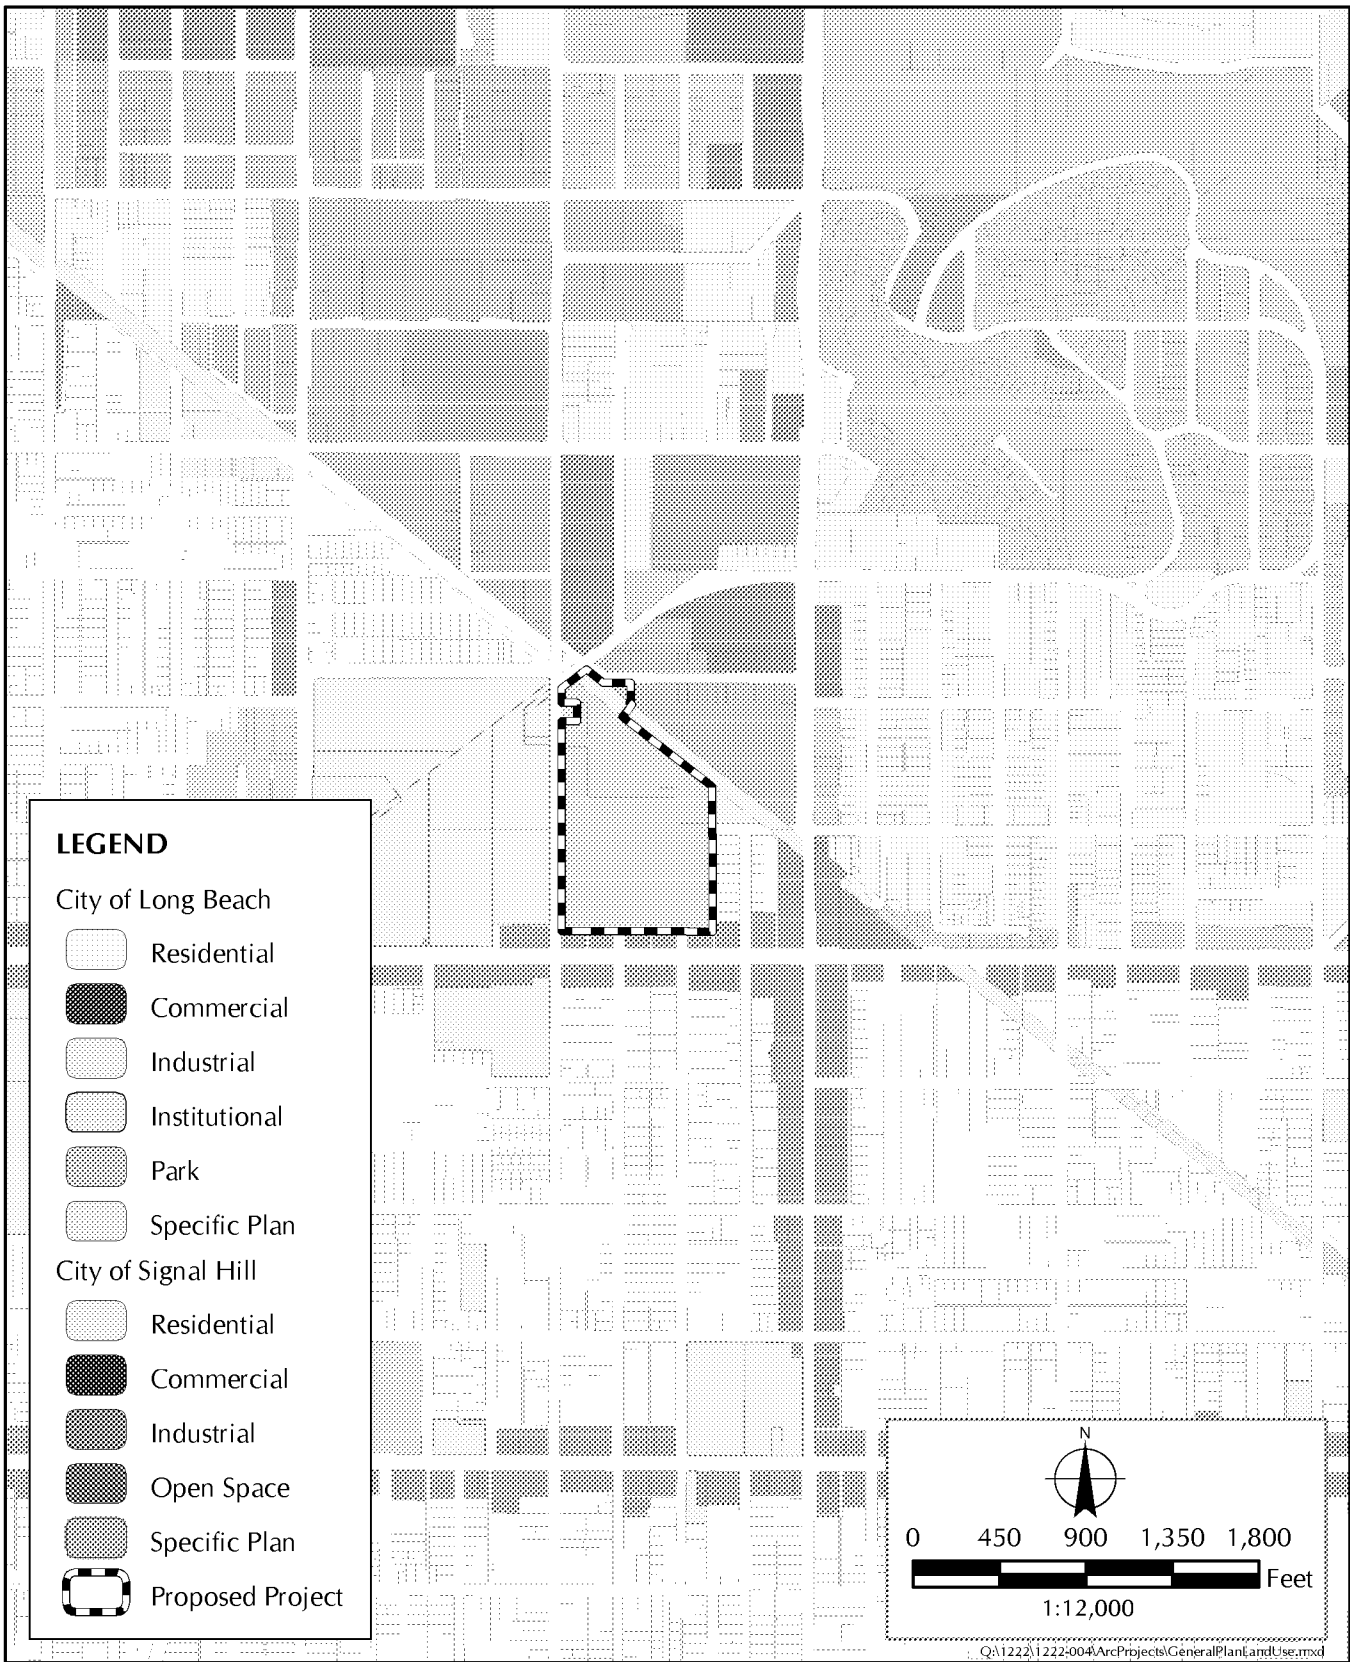 LEGEND
City of Long Beach
Residential
Commercial
Industrial
Institutional
Park
Specific Plan
City of Signal Hill
Residential
Commercial
Industrial
Open Space
Specific Plan
Proposed Project
N
0 450 900 1,350 1,800
Feet
1:12,000
Q:\1222\1222-004\ArcProjects\GeneralPlanLandUse.mxd